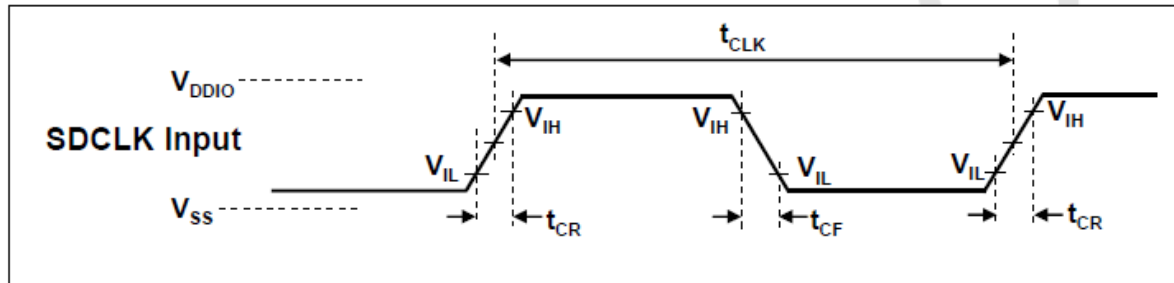 tCLK
VDDIO
VIH VIH VIH
SDCLK Input
VIL VIL VIL
VSS
tCR tCF tCR